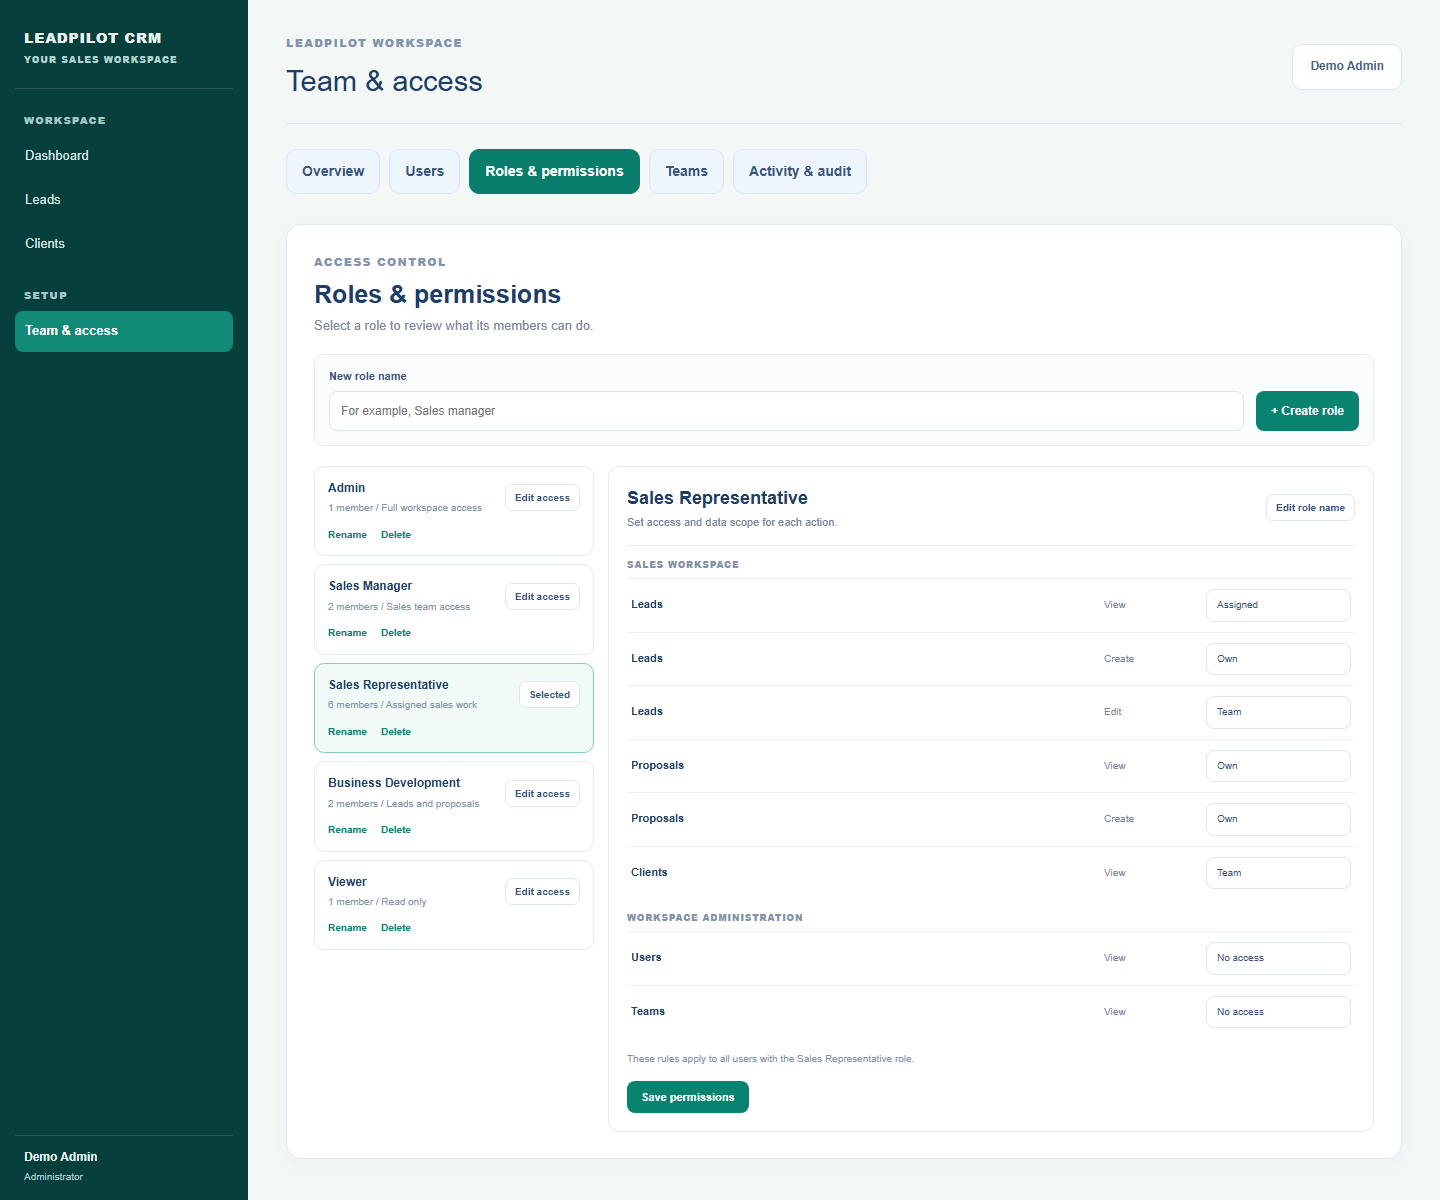 LEADPILOT CRM
YOUR SALES WORKSPACE
WORKSPACE
Dashboard
Leads
Clients
SETUP
Team & access
Demo Admin
Administrator
LEADPILOT WORKSPACE
Team & access
Demo Admin
Overview
Users
Roles & permissions
Teams
Activity & audit
ACCESS CONTROL
Roles & permissions
Select a role to review what its members can do.
New role name
For example, Sales manager
+ Create role
Admin
1 member / Full workspace access
Edit access
Rename Delete
Sales Manager
2 members / Sales team access
Edit access
Rename Delete
Sales Representative
6 members / Assigned sales work
Selected
Rename Delete
Business Development
2 members / Leads and proposals
Edit access
Rename Delete
Viewer
1 member / Read only
Edit access
Rename Delete
Sales Representative
Set access and data scope for each action.
Edit role name
SALES WORKSPACE
Leads View Assigned
Leads Create Own
Leads Edit Team
Proposals View Own
Proposals Create Own
Clients View Team
WORKSPACE ADMINISTRATION
Users View No access
Teams View No access
These rules apply to all users with the Sales Representative role.
Save permissions